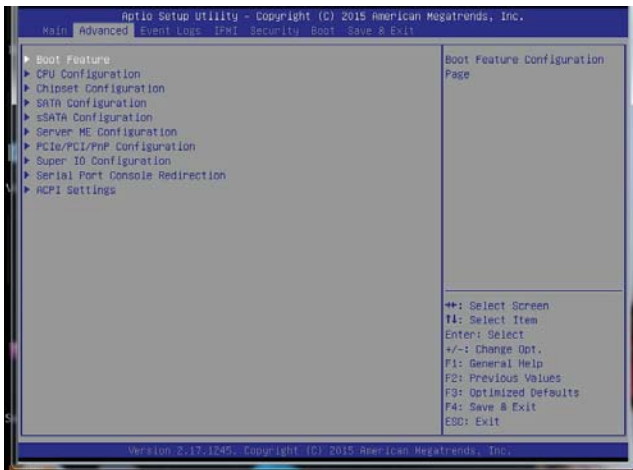 Aptio Setup Utility - Copyright (C) 2015 American Megatrends, Inc.
Main Advanced Event Logs IPMI Security Boot Save & Exit
▶ Boot Feature
▶ CPU Configuration
▶ Chipset Configuration
▶ SATA Configuration
▶ sSATA Configuration
▶ Server ME Configuration
▶ PCIe/PCI/PnP Configuration
▶ Super IO Configuration
▶ Serial Port Console Redirection
▶ ACPI Settings
Boot Feature Configuration
Page
↔: Select Screen
↑↓: Select Item
Enter: Select
+/-: Change Opt.
F1: General Help
F2: Previous Values
F3: Optimized Defaults
F4: Save & Exit
ESC: Exit
Version 2.17.1245. Copyright (C) 2015 American Megatrends, Inc.